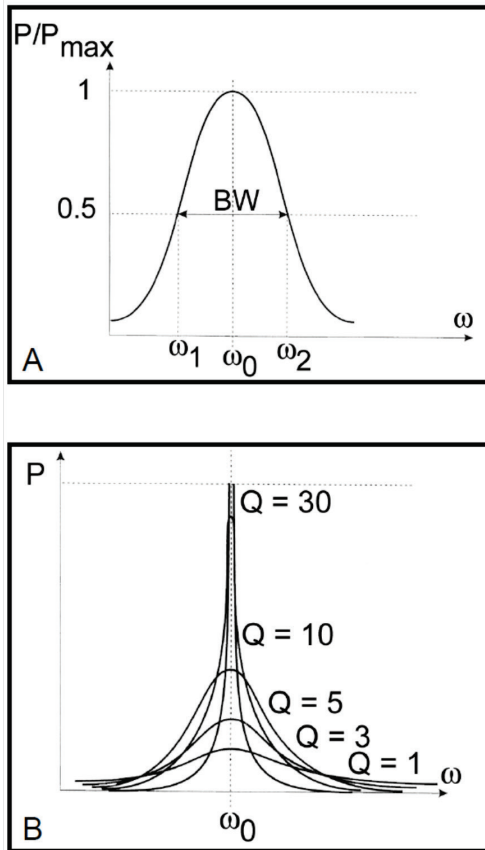 P/Pmax
1
0.5
BW
ω
ω1
ω0
ω2
A
P
Q = 30
Q = 10
Q = 5
Q = 3
Q = 1
ω
ω0
B